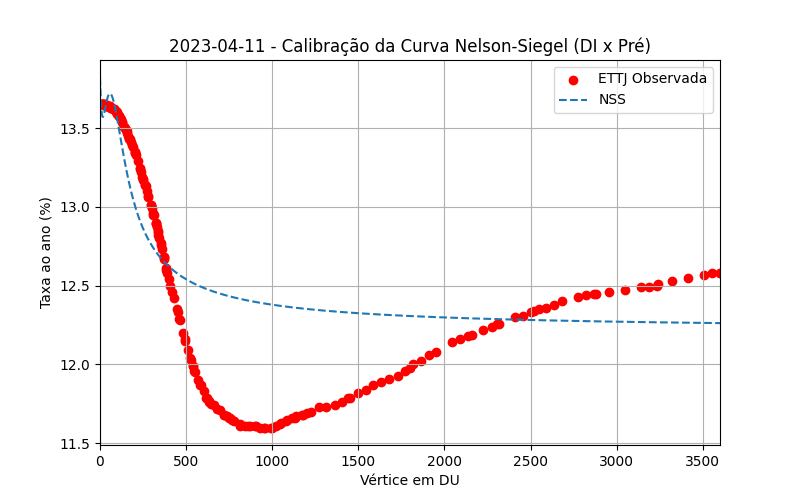 2023-04-11 - Calibração da Curva Nelson-Siegel (DI x Pré)
ETTJ Observada
NSS
Taxa ao ano (%)
13.5
13.0
12.5
12.0
11.5
0 500 1000 1500 2000 2500 3000 3500
Vértice em DU